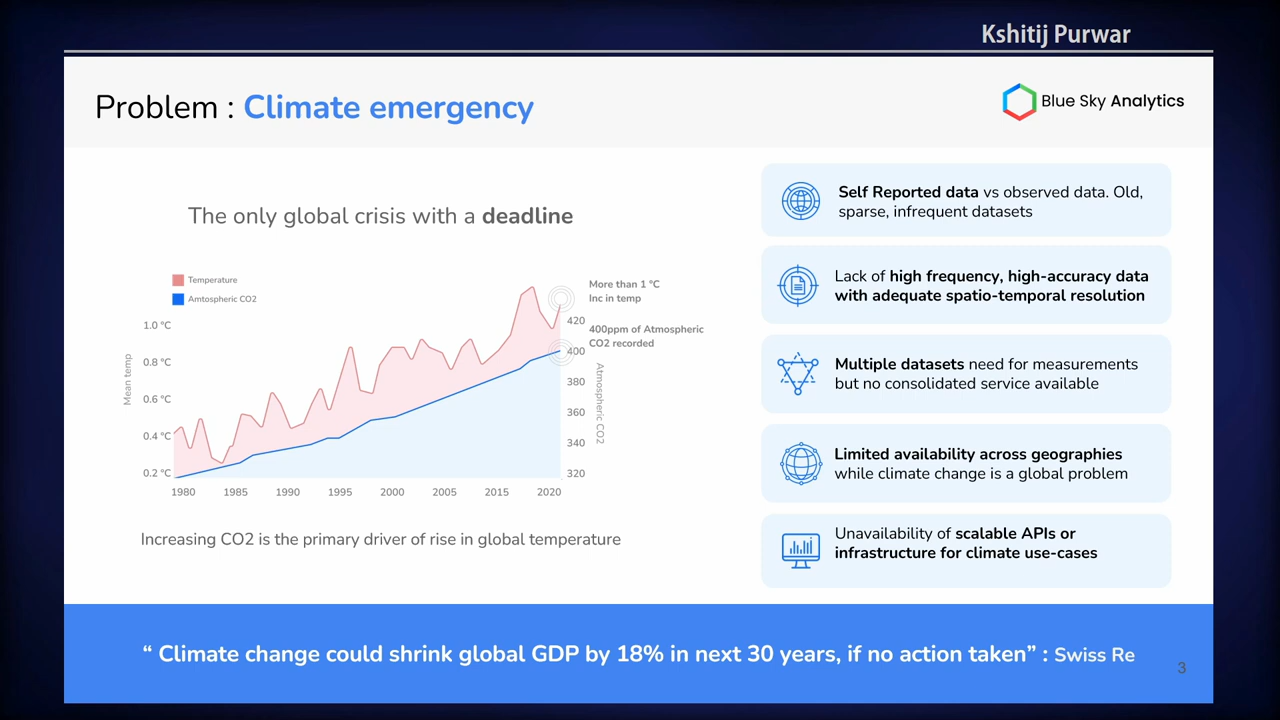 Kshitij Purwar
Problem : Climate emergency
Blue Sky Analytics
The only global crisis with a deadline
Temperature
Amtospheric CO2
More than 1 °C
Inc in temp
400ppm of Atmospheric
CO2 recorded
Mean temp
1.0 °C
0.8 °C
0.6 °C
0.4 °C
0.2 °C
420
400
380
360
340
320
Atmospheric CO2
1980 1985 1990 1995 2000 2005 2015 2020
Increasing CO2 is the primary driver of rise in global temperature
Self Reported data vs observed data. Old,
sparse, infrequent datasets
Lack of high frequency, high-accuracy data
with adequate spatio-temporal resolution
Multiple datasets need for measurements
but no consolidated service available
Limited availability across geographies
while climate change is a global problem
Unavailability of scalable APIs or
infrastructure for climate use-cases
“ Climate change could shrink global GDP by 18% in next 30 years, if no action taken” : Swiss Re
3